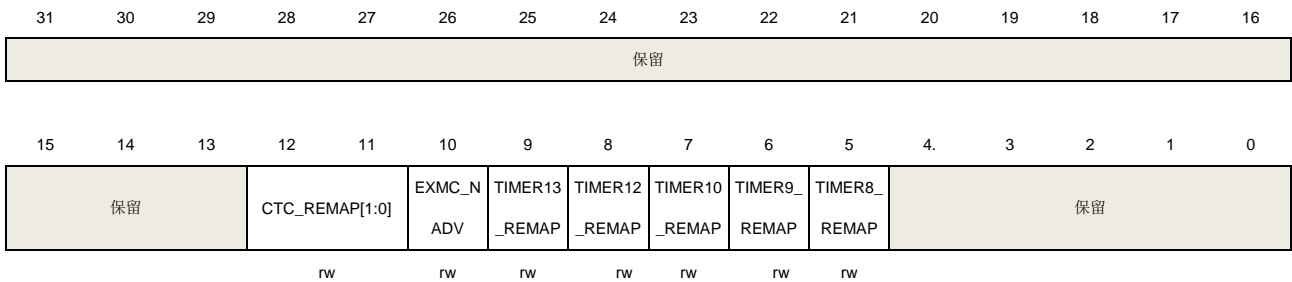 31 30 29 28 27 26 25 24 23 22 21 20 19 18 17 16
保留
15 14 13 12 11 10 9 8 7 6 5 4. 3 2 1 0
保留 CTC_REMAP[1:0] EXMC_N TIMER13 TIMER12 TIMER10 TIMER9_ TIMER8_ 保留
ADV _REMAP _REMAP _REMAP REMAP REMAP
rw rw rw rw rw rw rw